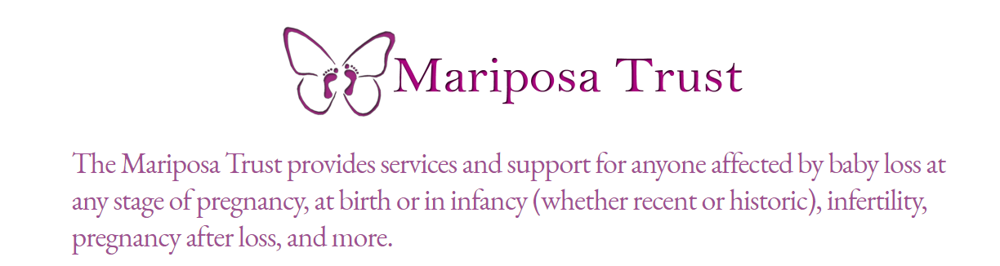 Mariposa Trust
The Mariposa Trust provides services and support for anyone affected by baby loss at
any stage of pregnancy, at birth or in infancy (whether recent or historic), infertility,
pregnancy after loss, and more.